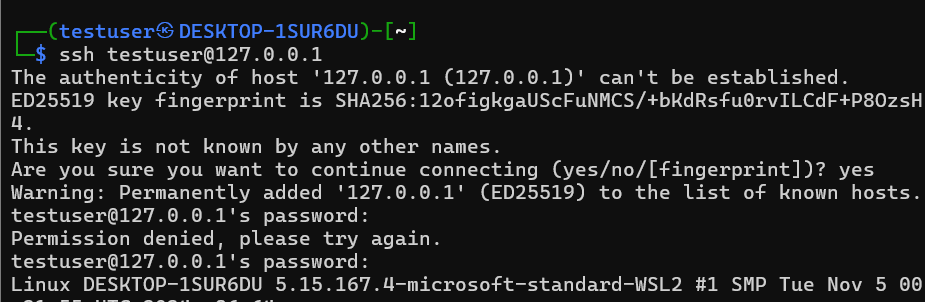 ┌──(testuser㉿DESKTOP-1SUR6DU)-[~]
└─$ ssh testuser@127.0.0.1
The authenticity of host '127.0.0.1 (127.0.0.1)' can't be established.
ED25519 key fingerprint is SHA256:12ofigkgaUScFuNMCS/+bKdRsfu0rvILCdF+P8OzsH
4.
This key is not known by any other names.
Are you sure you want to continue connecting (yes/no/[fingerprint])? yes
Warning: Permanently added '127.0.0.1' (ED25519) to the list of known hosts.
testuser@127.0.0.1's password:
Permission denied, please try again.
testuser@127.0.0.1's password:
Linux DESKTOP-1SUR6DU 5.15.167.4-microsoft-standard-WSL2 #1 SMP Tue Nov 5 00